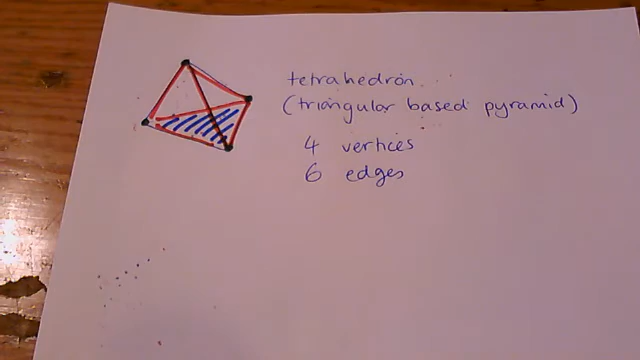 tetrahedron
(triangular based pyramid)
4 vertices
6 edges